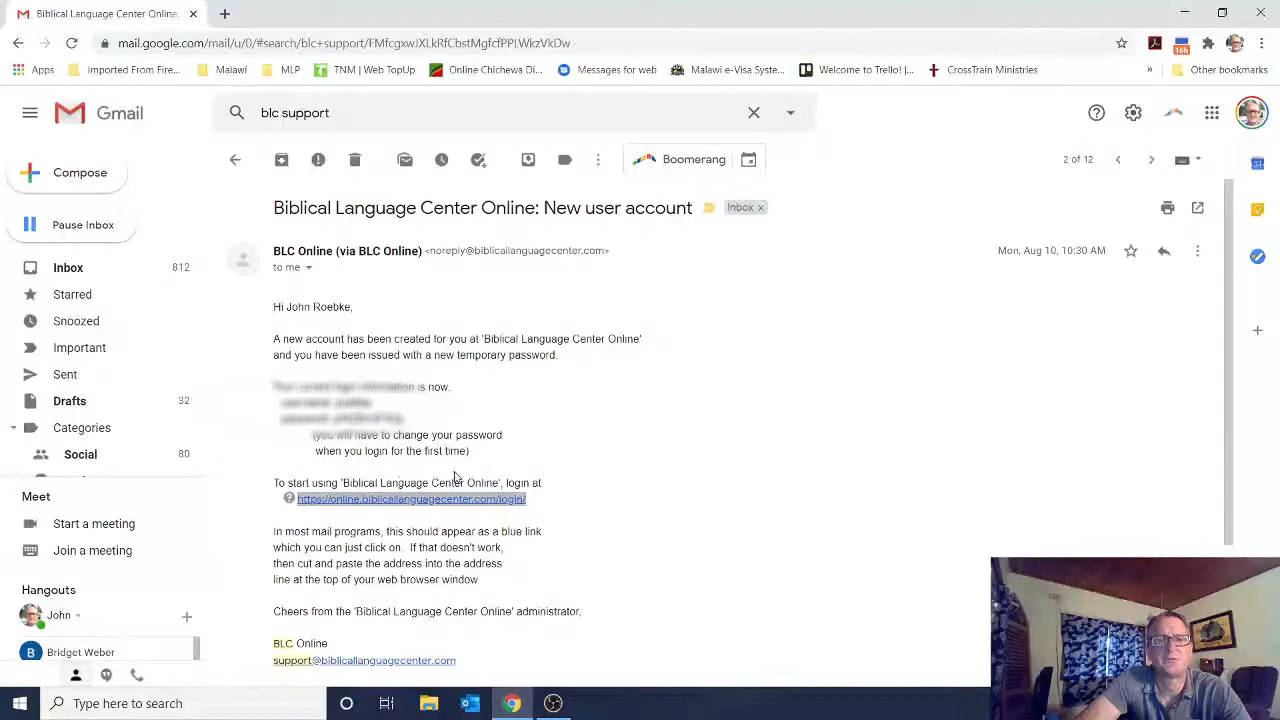 Biblical Language Center Online.
mail.google.com/mail/u/0/#search/blc+support/FMfcgxwJXLkRfChstMgfcfPPLWkzVkDw
16h
Apps
Imported From Fire...
Malawi
MLP
TNM | Web TopUp
Online Chichewa Di...
Messages for web
Malawi e-Visa Syste...
Welcome to Trello! |...
CrossTrain Ministries
»
Other bookmarks
Gmail
blc support
Compose
Boomerang
2 of 12
Biblical Language Center Online: New user account
Inbox x
Pause Inbox
BLC Online (via BLC Online) <noreply@biblicallanguagecenter.com>
Mon, Aug 10, 10:30 AM
to me
Inbox 812
Starred
Snoozed
Important
Sent
Drafts 32
Categories
Social 80
Hi John Roebke,
A new account has been created for you at 'Biblical Language Center Online'
and you have been issued with a new temporary password.
Your current login information is now:
(you will have to change your password
when you login for the first time)
To start using 'Biblical Language Center Online', login at
https://online.biblicallanguagecenter.com/login/
In most mail programs, this should appear as a blue link
which you can just click on. If that doesn't work,
then cut and paste the address into the address
line at the top of your web browser window
Cheers from the 'Biblical Language Center Online' administrator,
BLC Online
support@biblicallanguagecenter.com
Meet
Start a meeting
Join a meeting
Hangouts
John
B Bridget Weber
31
Type here to search